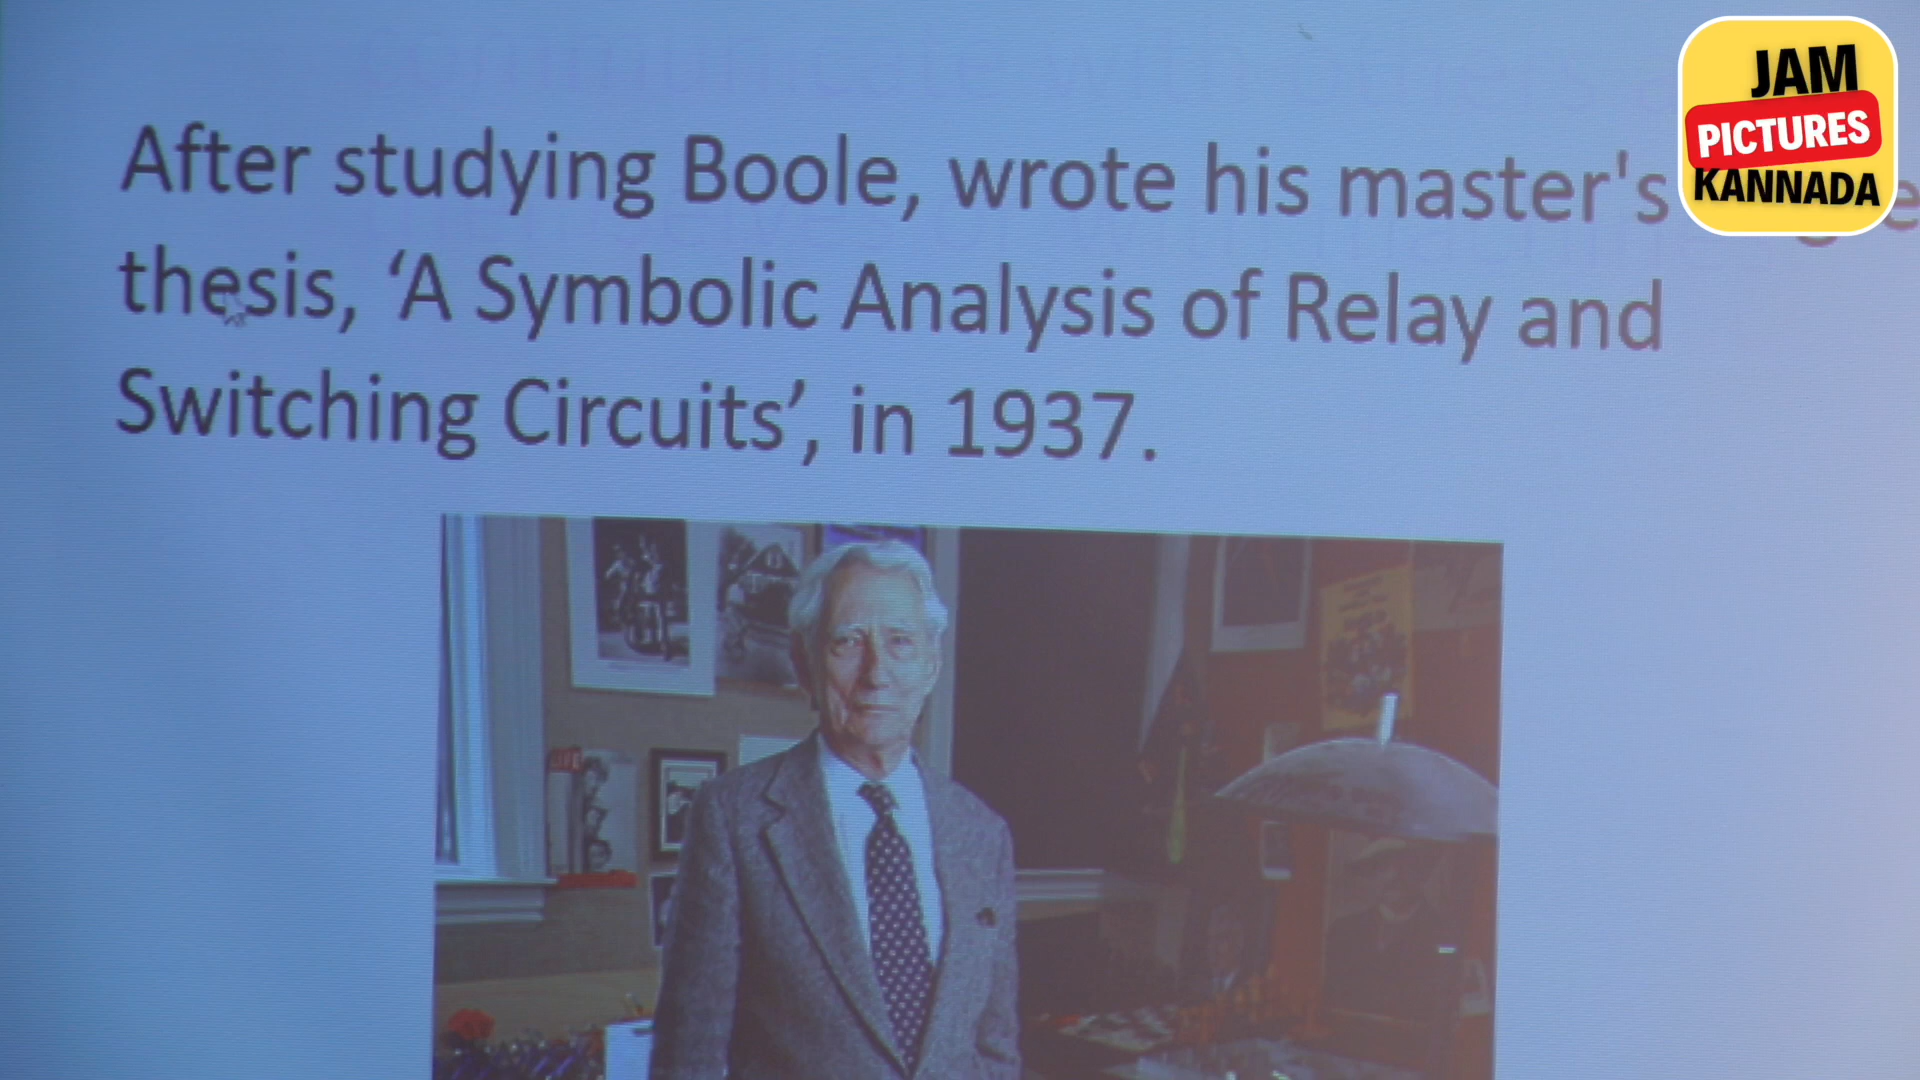 After studying Boole, wrote his master's
thesis, ‘A Symbolic Analysis of Relay and
Switching Circuits’, in 1937.
JAM
PICTURES
KANNADA
LIFE